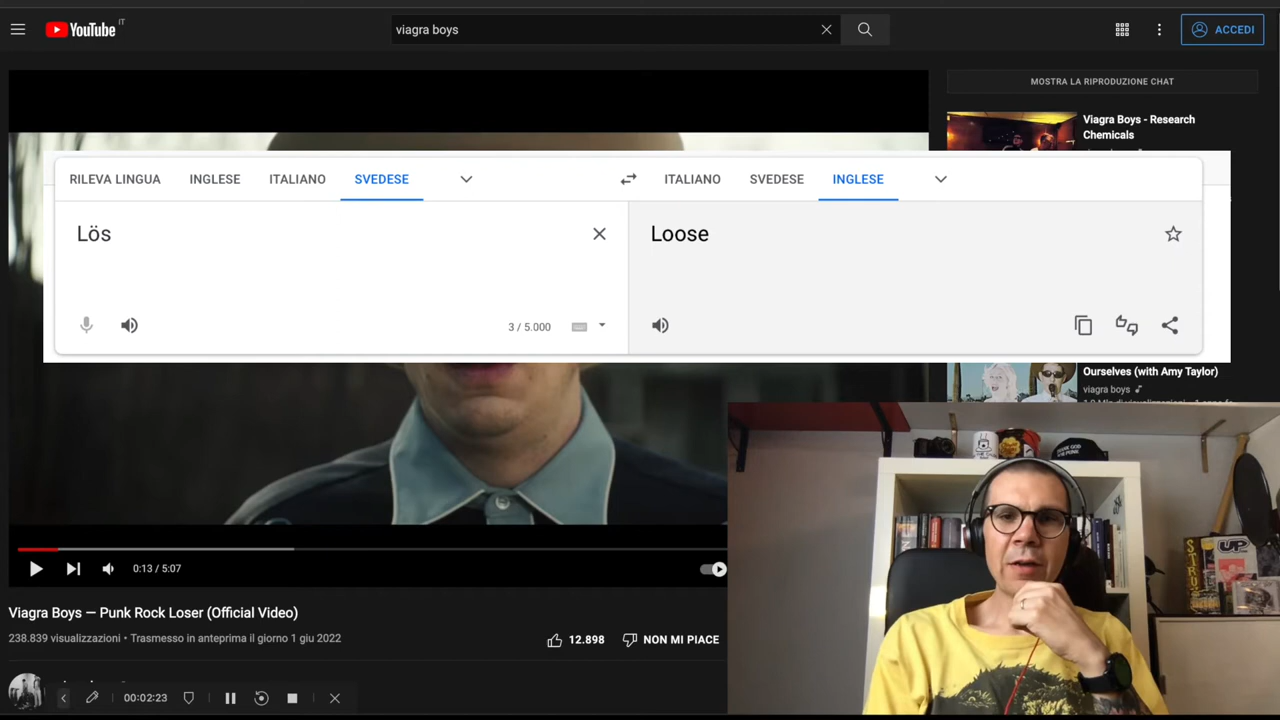 YouTube IT
viagra boys
ACCEDI
MOSTRA LA RIPRODUZIONE CHAT
Viagra Boys - Research
Chemicals
RILEVA LINGUA INGLESE ITALIANO SVEDESE
ITALIANO SVEDESE INGLESE
Lös
Loose
3 / 5.000
Ourselves (with Amy Taylor)
viagra boys
0:13 / 5:07
Viagra Boys — Punk Rock Loser (Official Video)
238.839 visualizzazioni • Trasmesso in anteprima il giorno 1 giu 2022
12.898
NON MI PIACE
00:02:23
UP